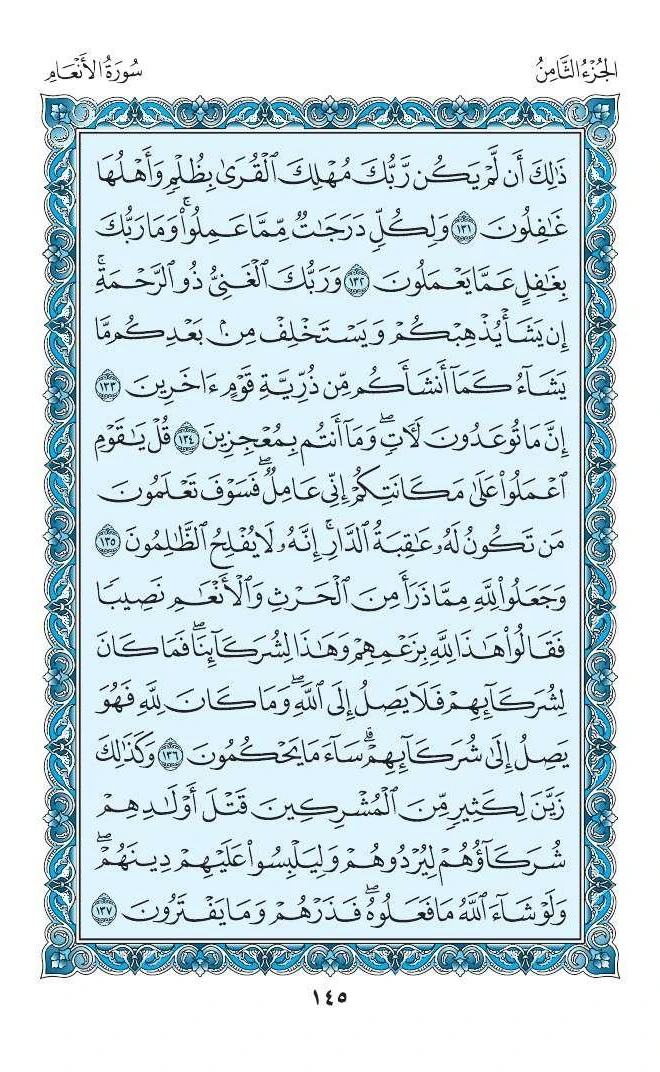 الجُزْءُ الثَّامِنُ
سُورَةُ الأَنْعَامِ
ذَٰلِكَ أَن لَّمْ يَكُن رَّبُّكَ مُهْلِكَ ٱلْقُرَىٰ بِظُلْمٍ وَأَهْلُهَا
غَٰفِلُونَ ١٣١ وَلِكُلٍّ دَرَجَٰتٌ مِّمَّا عَمِلُوا۟ۚ وَمَا رَبُّكَ
بِغَٰفِلٍ عَمَّا يَعْمَلُونَ ١٣٢ وَرَبُّكَ ٱلْغَنِىُّ ذُو ٱلرَّحْمَةِۚ
إِن يَشَأْ يُذْهِبْكُمْ وَيَسْتَخْلِفْ مِنۢ بَعْدِكُم مَّا
يَشَآءُ كَمَآ أَنشَأَكُم مِّن ذُرِّيَّةِ قَوْمٍ ءَاخَرِينَ ١٣٣
إِنَّ مَا تُوعَدُونَ لَءَاتٍۖ وَمَآ أَنتُم بِمُعْجِزِينَ ١٣٤ قُلْ يَٰقَوْمِ
ٱعْمَلُوا۟ عَلَىٰ مَكَانَتِكُمْ إِنِّى عَامِلٌۖ فَسَوْفَ تَعْلَمُونَ
مَن تَكُونُ لَهُۥ عَٰقِبَةُ ٱلدَّارِۚ إِنَّهُۥ لَا يُفْلِحُ ٱلظَّٰلِمُونَ ١٣٥
وَجَعَلُوا۟ لِلَّهِ مِمَّا ذَرَأَ مِنَ ٱلْحَرْثِ وَٱلْأَنْعَٰمِ نَصِيبًا
فَقَالُوا۟ هَٰذَا لِلَّهِ بِزَعْمِهِمْ وَهَٰذَا لِشُرَكَآئِنَاۖ فَمَا كَانَ
لِشُرَكَآئِهِمْ فَلَا يَصِلُ إِلَى ٱللَّهِۖ وَمَا كَانَ لِلَّهِ فَهُوَ
يَصِلُ إِلَىٰ شُرَكَآئِهِمْۗ سَآءَ مَا يَحْكُمُونَ ١٣٦ وَكَذَٰلِكَ
زَيَّنَ لِكَثِيرٍ مِّنَ ٱلْمُشْرِكِينَ قَتْلَ أَوْلَٰدِهِمْ
شُرَكَآؤُهُمْ لِيُرْدُوهُمْ وَلِيَلْبِسُوا۟ عَلَيْهِمْ دِينَهُمْۖ
وَلَوْ شَآءَ ٱللَّهُ مَا فَعَلُوهُۖ فَذَرْهُمْ وَمَا يَفْتَرُونَ ١٣٧
١٤٥